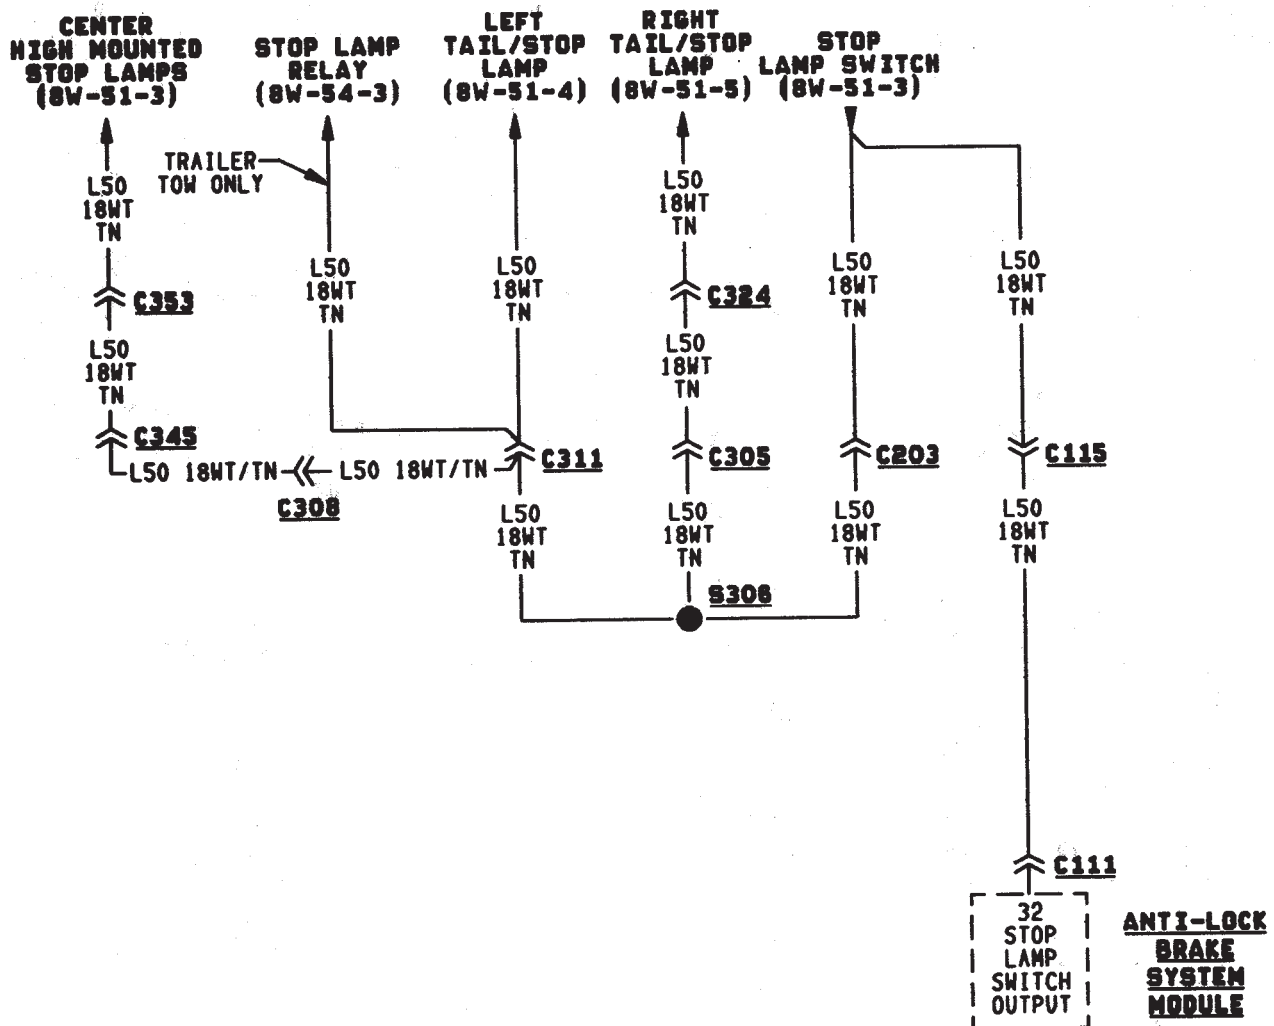 CENTER
HIGH MOUNTED
STOP LAMPS
(8W-51-3)
STOP LAMP
RELAY
(8W-54-3)
LEFT
TAIL/STOP
LAMP
(8W-51-4)
RIGHT
TAIL/STOP
LAMP
(8W-51-5)
STOP
LAMP SWITCH
(8W-51-3)
TRAILER
TOW ONLY
L50
18WT
TN
L50
18WT
TN
L50
18WT
TN
L50
18WT
TN
L50
18WT
TN
L50
18WT
TN
C353
C324
L50
18WT
TN
L50
18WT
TN
C345
L50 18WT/TN
L50 18WT/TN
C308
C311
C305
C203
C115
L50
18WT
TN
L50
18WT
TN
L50
18WT
TN
L50
18WT
TN
S306
C111
32
STOP
LAMP
SWITCH
OUTPUT
ANTI-LOCK
BRAKE
SYSTEM
MODULE